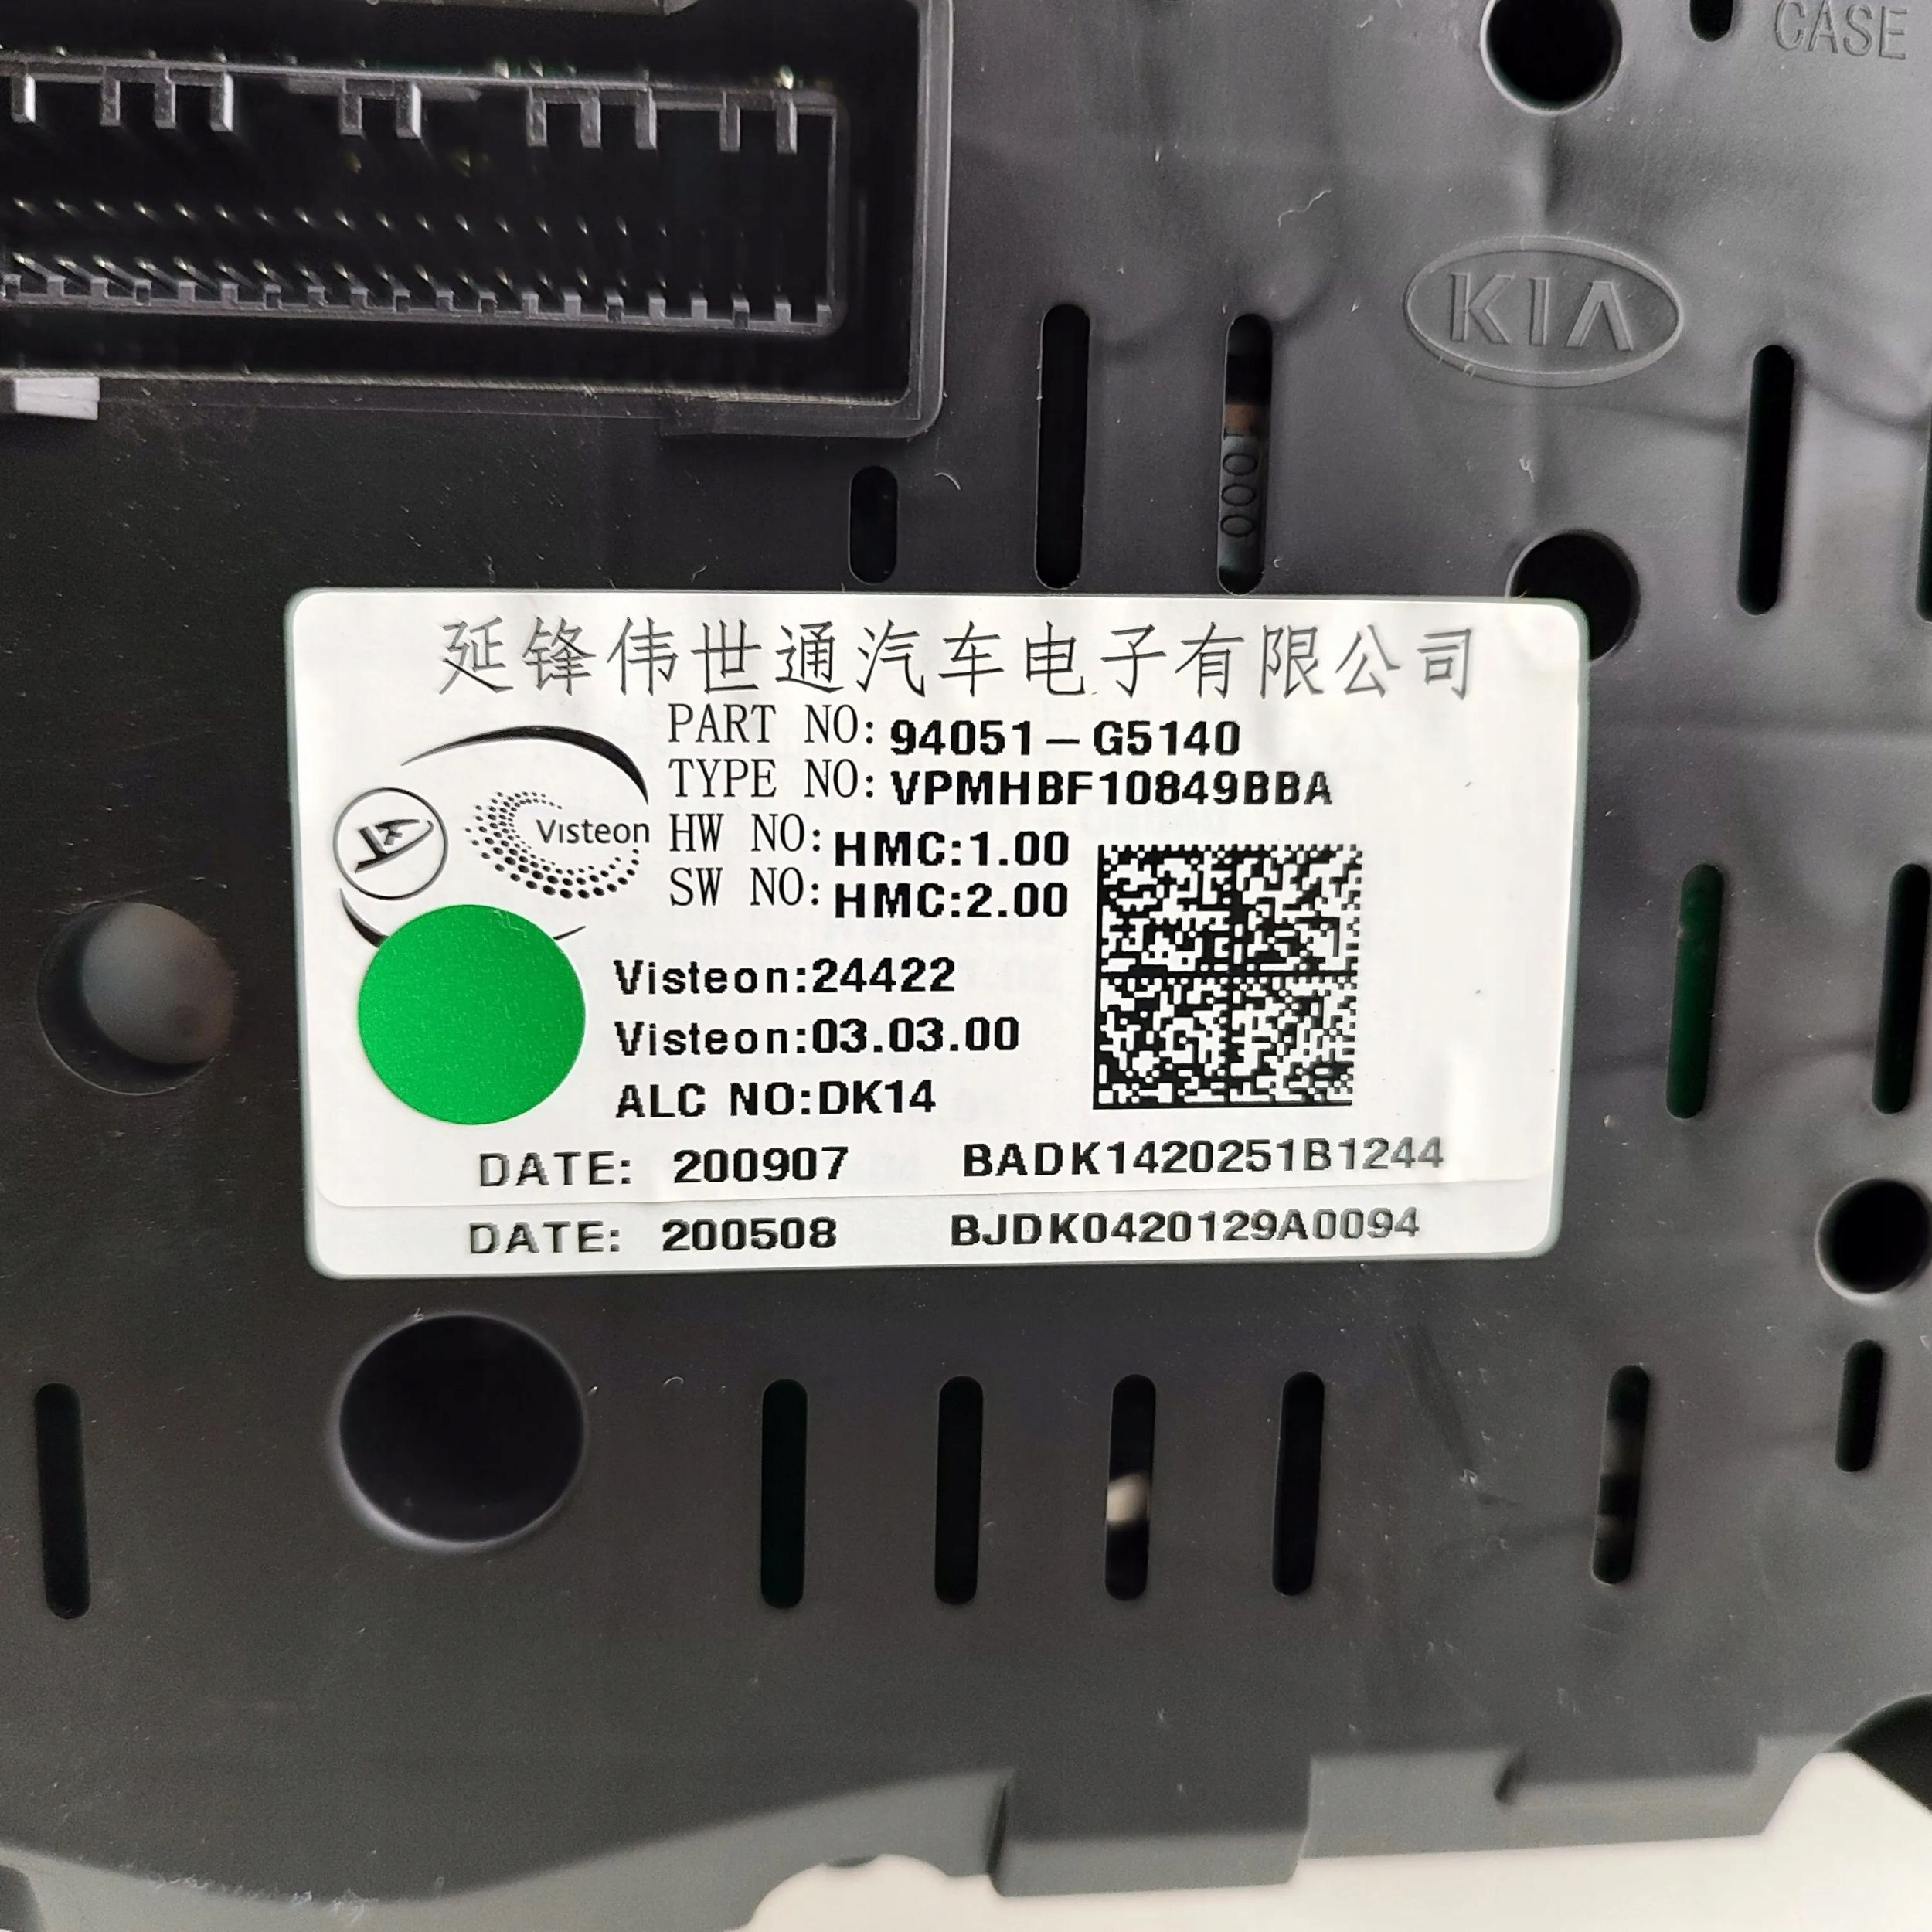 CASE
KIA
000
延锋伟世通汽车电子有限公司
PART NO: 94051-G5140
TYPE NO: VPMHBF10849BBA
Visteon
HW NO: HMC:1.00
SW NO: HMC:2.00
Visteon:24422
Visteon:03.03.00
ALC NO:DK14
DATE: 200907 BADK1420251B1244
DATE: 200508 BJDK0420129A0094